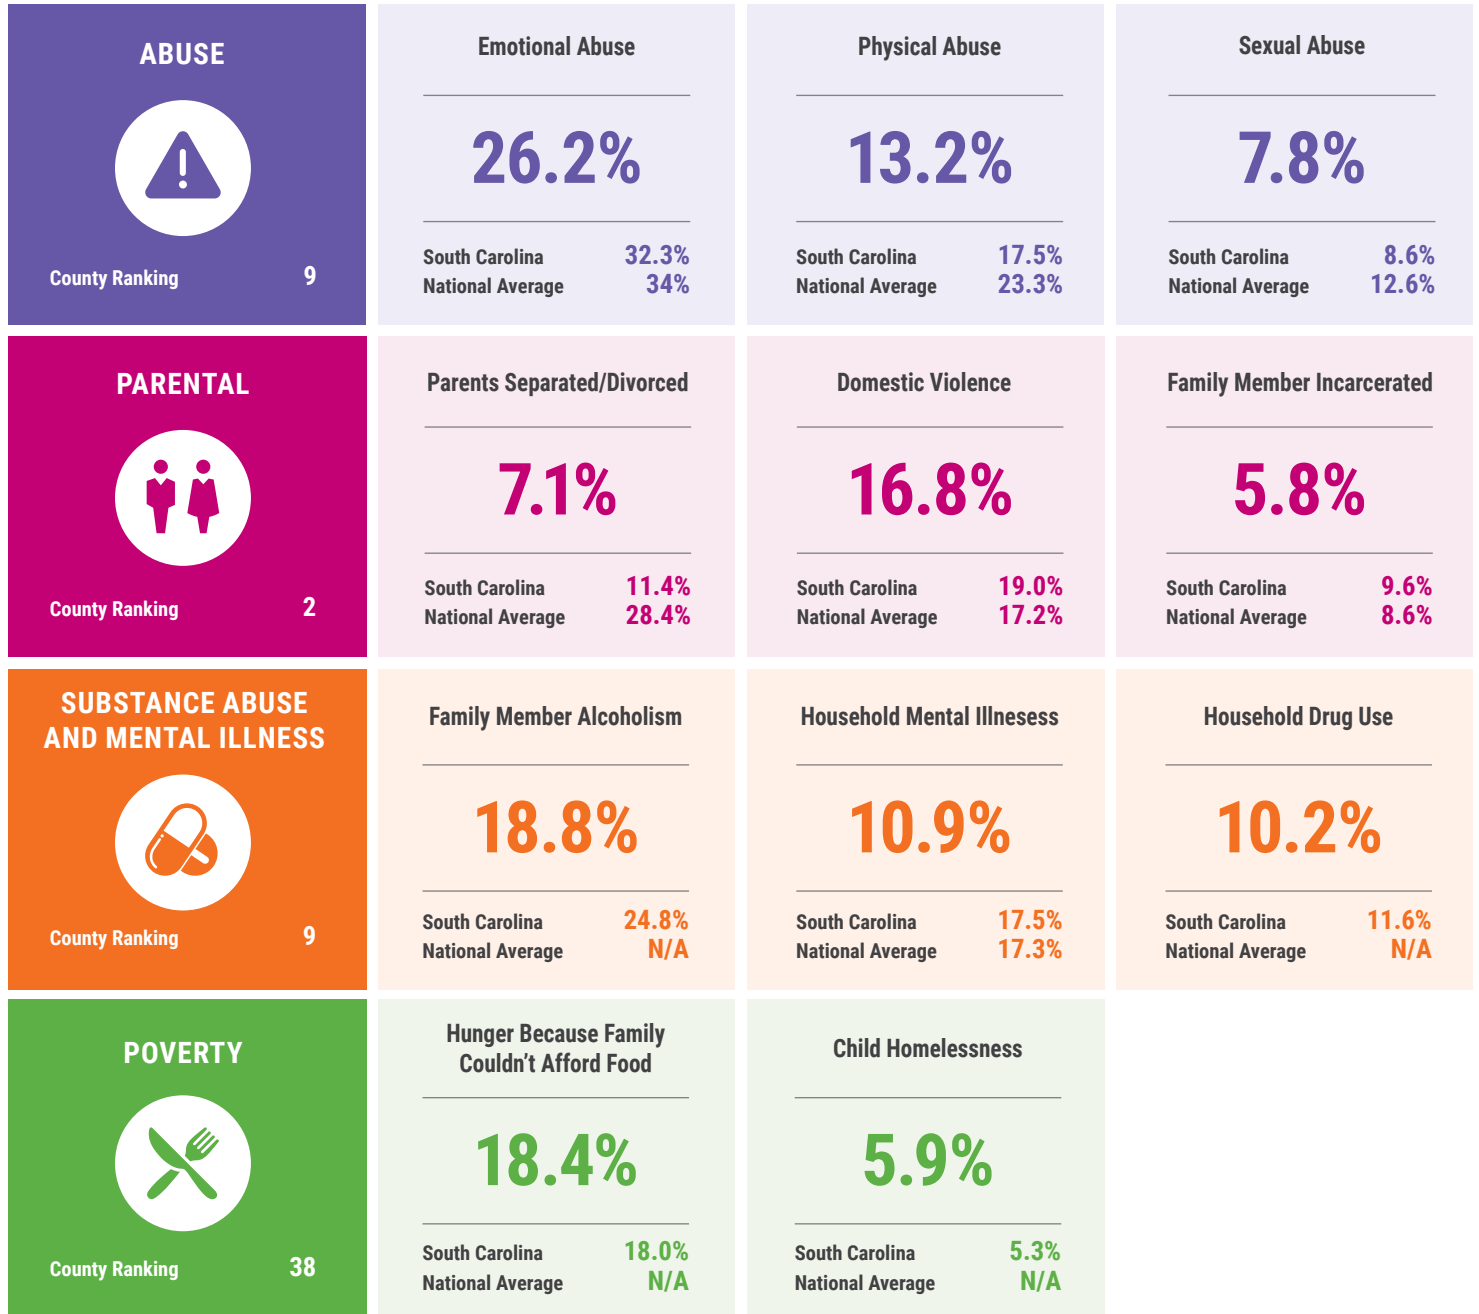 ABUSE
County Ranking 9
Emotional Abuse
26.2%
South Carolina 32.3%
National Average 34%
Physical Abuse
13.2%
South Carolina 17.5%
National Average 23.3%
Sexual Abuse
7.8%
South Carolina 8.6%
National Average 12.6%
PARENTAL
County Ranking 2
Parents Separated/Divorced
7.1%
South Carolina 11.4%
National Average 28.4%
Domestic Violence
16.8%
South Carolina 19.0%
National Average 17.2%
Family Member Incarcerated
5.8%
South Carolina 9.6%
National Average 8.6%
SUBSTANCE ABUSE
AND MENTAL ILLNESS
County Ranking 9
Family Member Alcoholism
18.8%
South Carolina 24.8%
National Average N/A
Household Mental Illnesess
10.9%
South Carolina 17.5%
National Average 17.3%
Household Drug Use
10.2%
South Carolina 11.6%
National Average N/A
POVERTY
County Ranking 38
Hunger Because Family
Couldn’t Afford Food
18.4%
South Carolina 18.0%
National Average N/A
Child Homelessness
5.9%
South Carolina 5.3%
National Average N/A